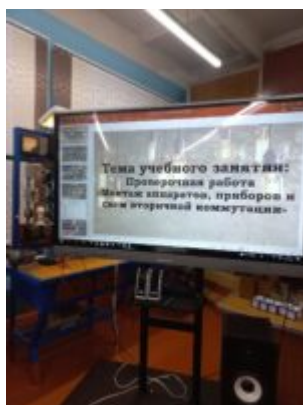 Тема учебного занятия:
Проверочная работа
«Монтаж аппаратов, приборов и
схем вторичной коммутации»